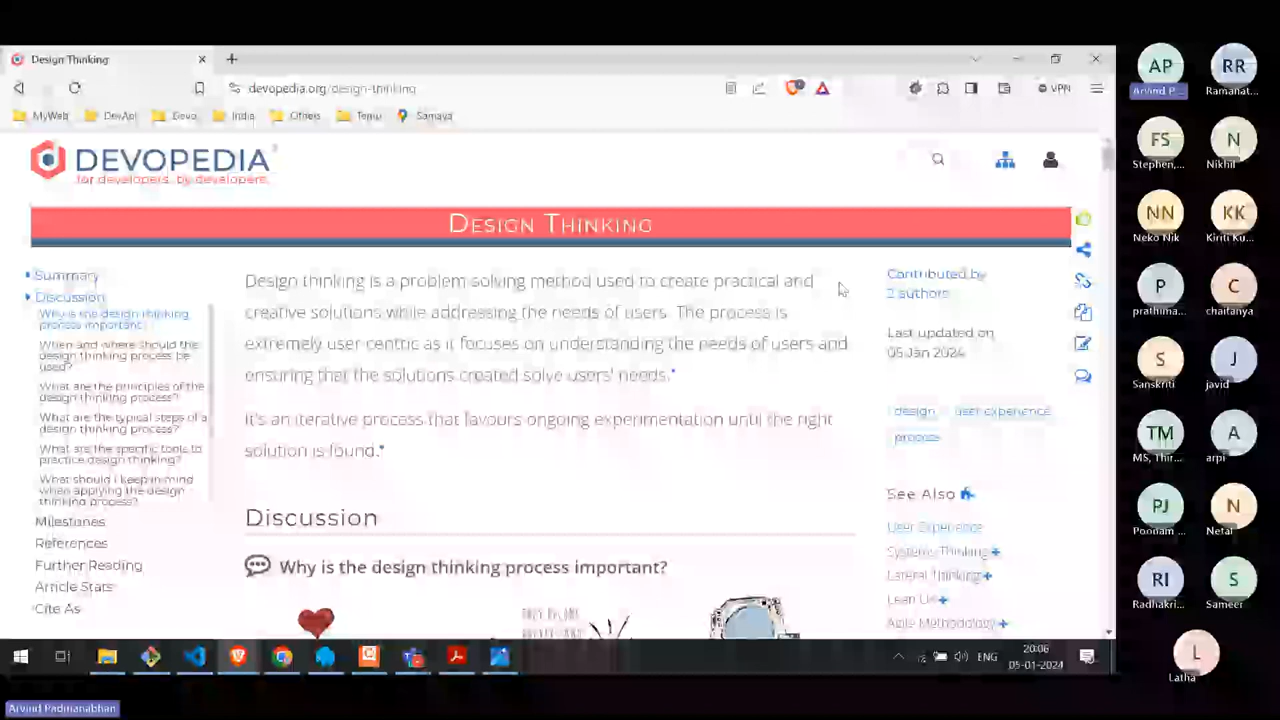 Design Thinking
devopedia.org/design-thinking
VPN
MyWeb
DevApl
Devo
India
Others
Temp
Samaya
DEVOPEDIA
for developers. by developers.
DESIGN THINKING
Summary
Discussion
Why is the design thinking
process important?
When and where should the
design thinking process be
used?
What are the principles of the
design thinking process?
What are the typical steps of a
design thinking process?
What are the specific tools to
practice design thinking?
What should I keep in mind
when applying the design
thinking process?
Milestones
References
Further Reading
Article Stats
Cite As
Design thinking is a problem solving method used to create practical and
creative solutions while addressing the needs of users. The process is
extremely user centric as it focuses on understanding the needs of users and
ensuring that the solutions created solve users' needs.
It's an iterative process that favours ongoing experimentation until the right
solution is found.
Discussion
Why is the design thinking process important?
Contributed by
2 authors
Last updated on
05 Jan 2024
design
user experience
process
See Also
User Experience
Systems Thinking
Lateral Thinking
Lean UX
Agile Methodology
ENG
20:06
05-01-2024
AP
Arvind P...
RR
Ramanat...
FS
Stephen,...
N
Nikhil
NN
Neko Nik
KK
Kiriti Ku...
P
prathima...
C
chaitanya
S
Sanskriti
J
javid
TM
MS, Thir...
A
arpi
PJ
Poonam ...
N
Netal
RI
Radhakri...
S
Sameer
L
Latha
Arvind Padmanabhan